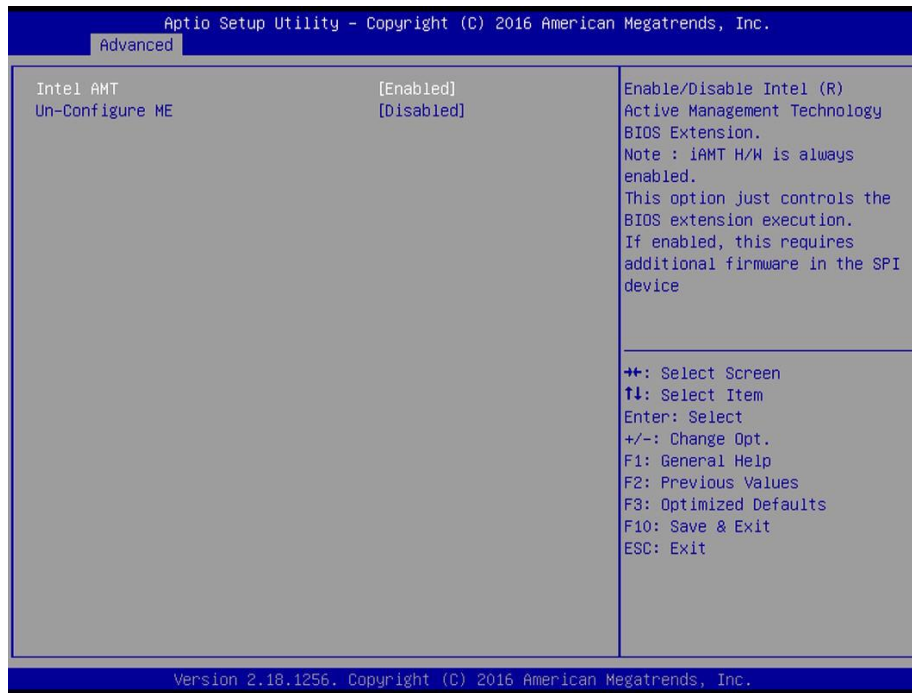 Aptio Setup Utility – Copyright (C) 2016 American Megatrends, Inc.
Advanced
Intel AMT [Enabled]
Un-Configure ME [Disabled]
Enable/Disable Intel (R)
Active Management Technology
BIOS Extension.
Note : iAMT H/W is always
enabled.
This option just controls the
BIOS extension execution.
If enabled, this requires
additional firmware in the SPI
device
→←: Select Screen
↑↓: Select Item
Enter: Select
+/-: Change Opt.
F1: General Help
F2: Previous Values
F3: Optimized Defaults
F10: Save & Exit
ESC: Exit
Version 2.18.1256. Copyright (C) 2016 American Megatrends, Inc.